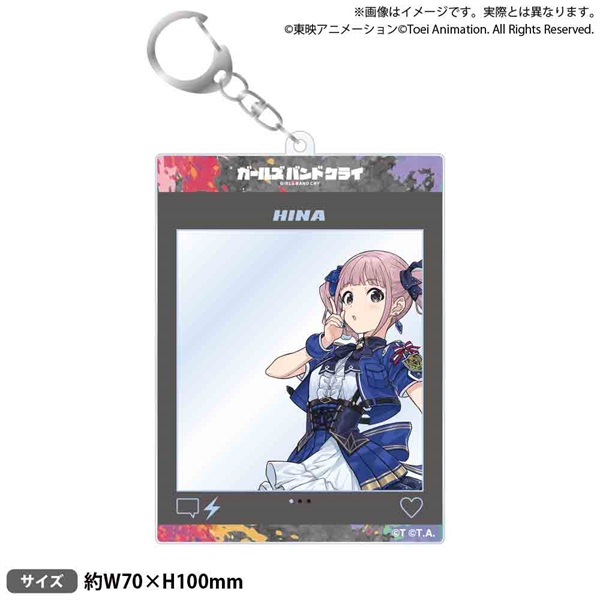 ※画像はイメージです。実際とは異なります。
©東映アニメーション©Toei Animation. All Rights Reserved.
ガールズバンドクライ
GIRLS BAND CRY
HINA
©T ©T.A.
サイズ 約W70×H100mm